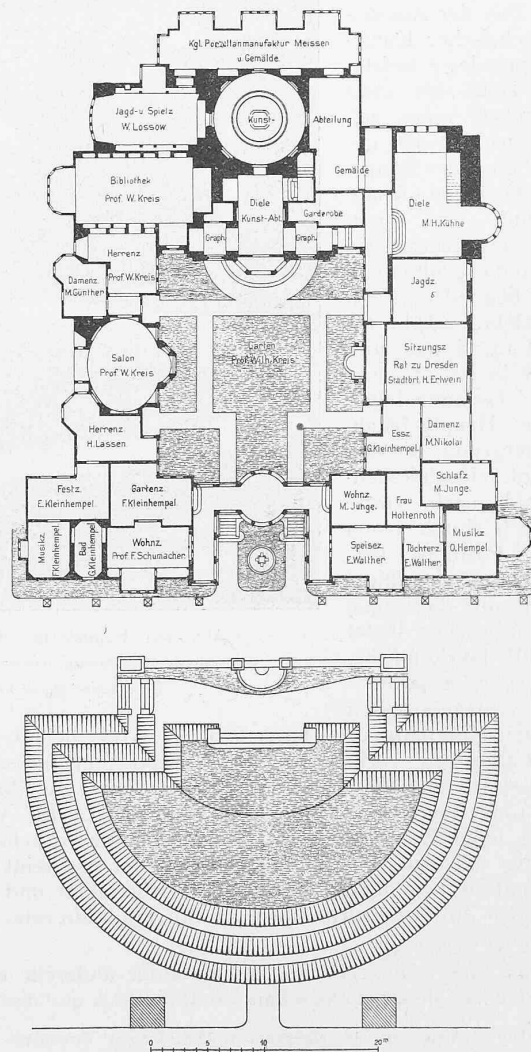 Kgl. Porzellanmanufaktur Meissen
u. Gemälde.
Jagd-u Spielz
W. Lossow
Kunst-
Abteilung
Gemälde
Bibliothek
Prof. W. Kreis
Diele
Kunst-Abt.
Garderobe
Graph.
Graph.
Diele
M.H. Kühne
Herrenz
Prof. W. Kreis
Damenz.
M. Günther
Jagdz.
Garten
Prof. Wilh. Kreis
Salon
Prof W. Kreis
Sitzungsz
Rat zu Dresden
Stadtbrt. H. Erlwein
Herrenz
H. Lassen.
Essz
G. Kleinhempel.
Damenz
M. Nikolai
Festz.
E. Kleinhempel.
Gartenz.
F. Kleinhempel.
Wohnz.
M. Junge.
Frau
Hottenroth
Schlafz
M. Junge.
Musikz.
F. Kleinhempel
Bad
G. Kleinhempel
Wohnz.
Prof F. Schumacher.
Speisez.
E. Walther
Töchterz.
E. Walther
Musikz
O. Hempel.
0 5 10 20 m